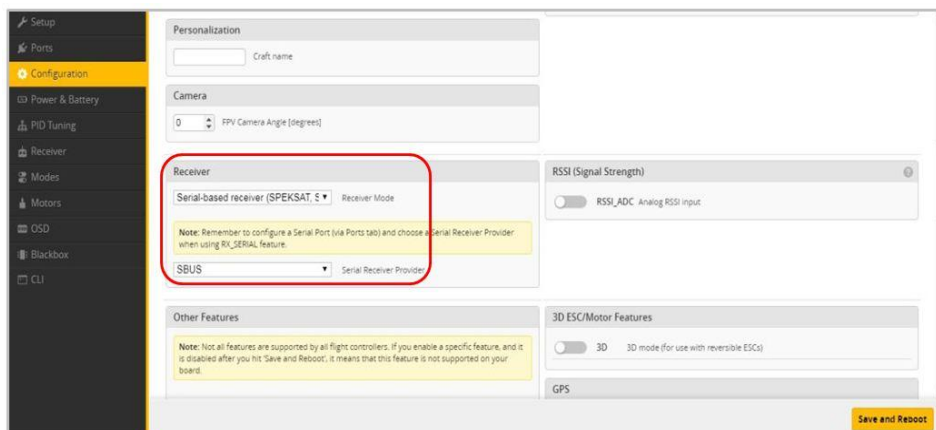 Setup
Ports
Configuration
Power & Battery
PID Tuning
Receiver
Modes
Motors
OSD
Blackbox
CLI
Personalization
Craft name
Camera
0 FPV Camera Angle [degrees]
Receiver
Serial-based receiver (SPEKSAT, S Receiver Mode
Note: Remember to configure a Serial Port (via Ports tab) and choose a Serial Receiver Provider
when using RX_SERIAL feature.
SBUS Serial Receiver Provider
RSSI (Signal Strength)
RSSI_ADC Analog RSSI input
Other Features
Note: Not all features are supported by all flight controllers. If you enable a specific feature, and it
is disabled after you hit 'Save and Reboot', it means that this feature is not supported on your
board.
3D ESC/Motor Features
3D 3D mode (for use with reversible ESCs)
GPS
Save and Reboot